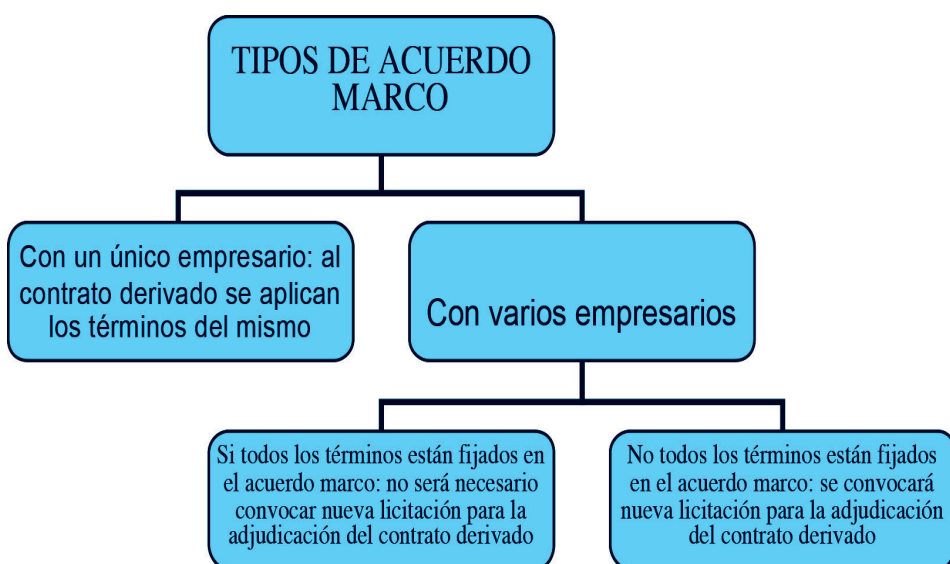 TIPOS DE ACUERDO
MARCO
Con un único empresario: al
contrato derivado se aplican
los términos del mismo
Con varios empresarios
Si todos los términos están fijados en
el acuerdo marco: no será necesario
convocar nueva licitación para la
adjudicación del contrato derivado
No todos los términos están fijados
en el acuerdo marco: se convocará
nueva licitación para la adjudicación
del contrato derivado